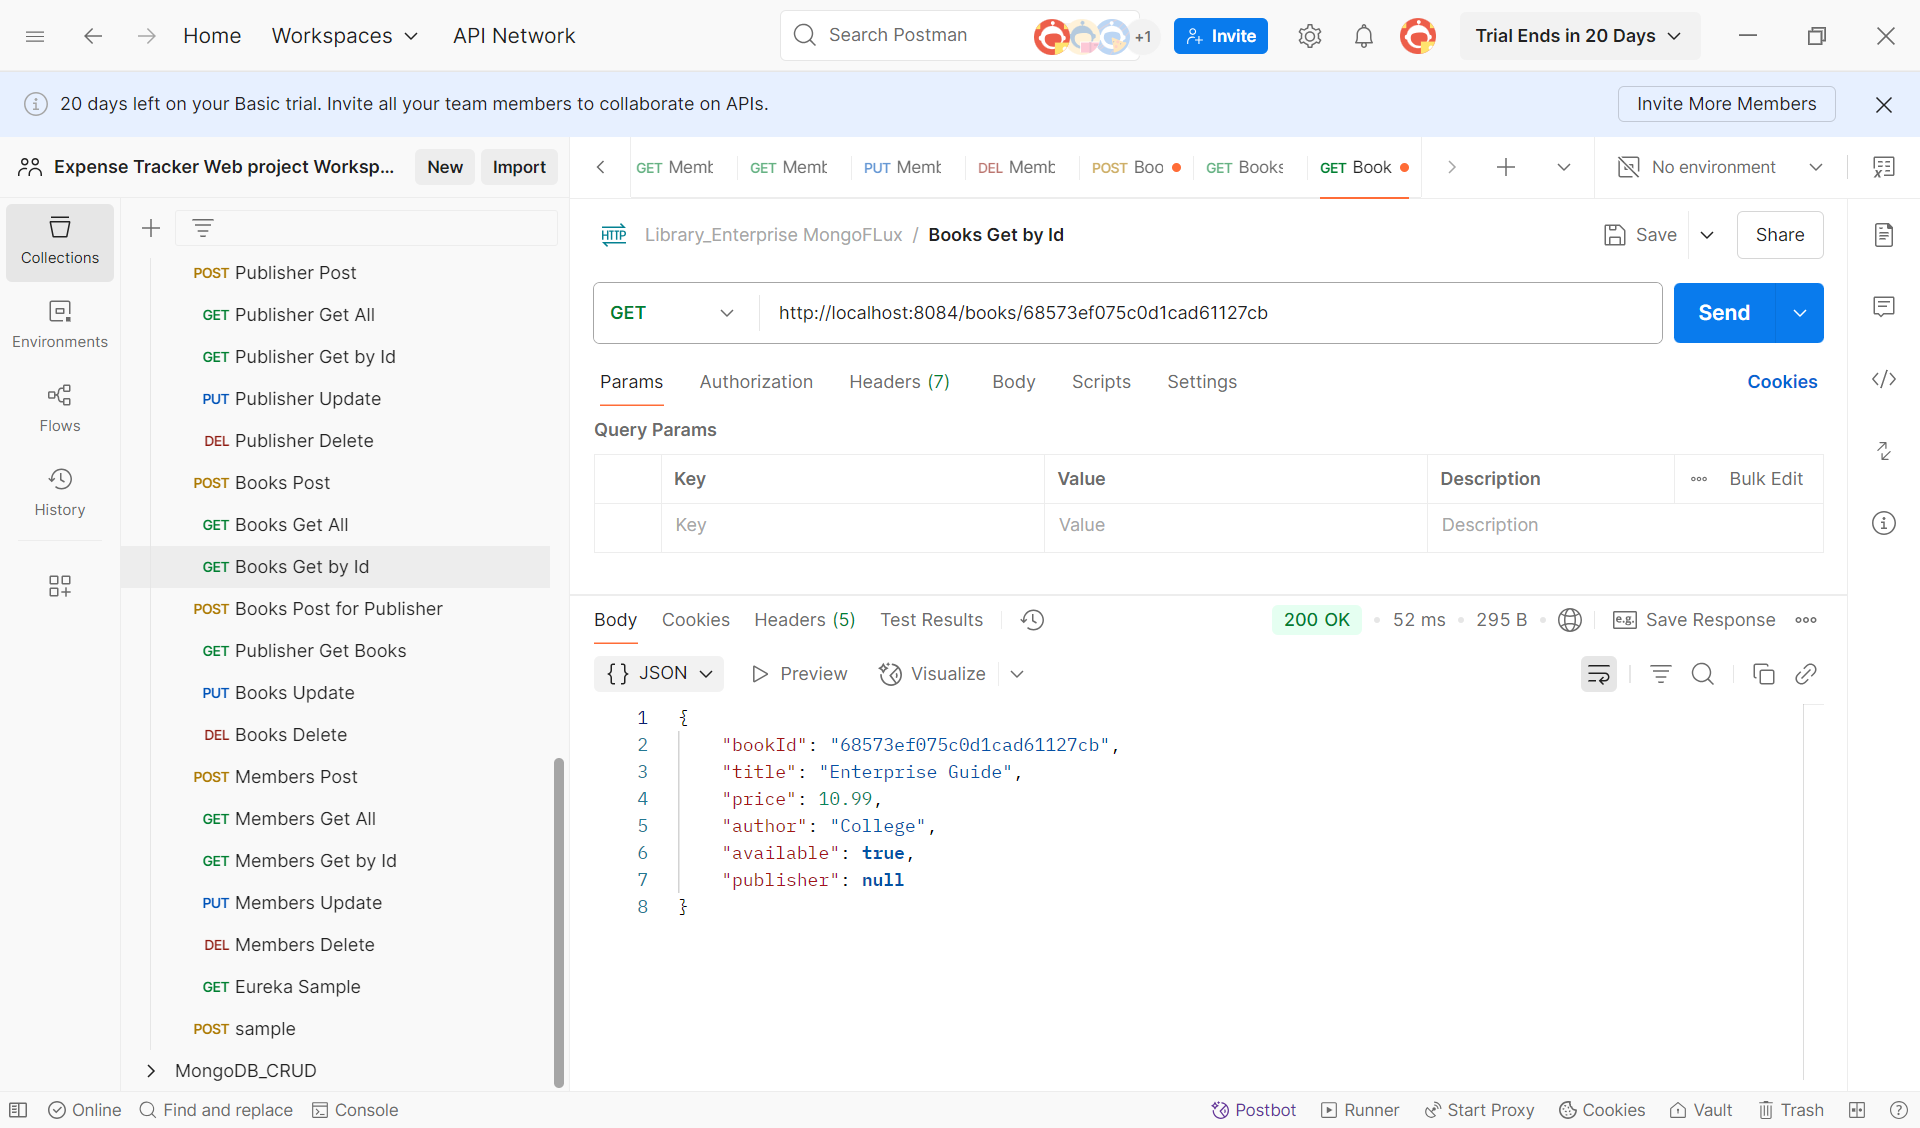 Home Workspaces API Network Search Postman +1 Invite Trial Ends in 20 Days
20 days left on your Basic trial. Invite all your team members to collaborate on APIs. Invite More Members
Expense Tracker Web project Worksp... New Import
GET Memb GET Memb PUT Memb DEL Memb POST Boo GET Books GET Book No environment
Collections
Environments
Flows
History
POST Publisher Post
GET Publisher Get All
GET Publisher Get by Id
PUT Publisher Update
DEL Publisher Delete
POST Books Post
GET Books Get All
GET Books Get by Id
POST Books Post for Publisher
GET Publisher Get Books
PUT Books Update
DEL Books Delete
POST Members Post
GET Members Get All
GET Members Get by Id
PUT Members Update
DEL Members Delete
GET Eureka Sample
POST sample
MongoDB_CRUD
HTTP Library_Enterprise MongoFLux / Books Get by Id Save Share
GET http://localhost:8084/books/68573ef075c0d1cad61127cb Send
Params Authorization Headers (7) Body Scripts Settings Cookies
Query Params
Key Value Description Bulk Edit
Key Value Description
Body Cookies Headers (5) Test Results 200 OK 52 ms 295 B e.g. Save Response
{} JSON Preview Visualize
1 {
2 "bookId": "68573ef075c0d1cad61127cb",
3 "title": "Enterprise Guide",
4 "price": 10.99,
5 "author": "College",
6 "available": true,
7 "publisher": null
8 }
Online Find and replace Console Postbot Runner Start Proxy Cookies Vault Trash